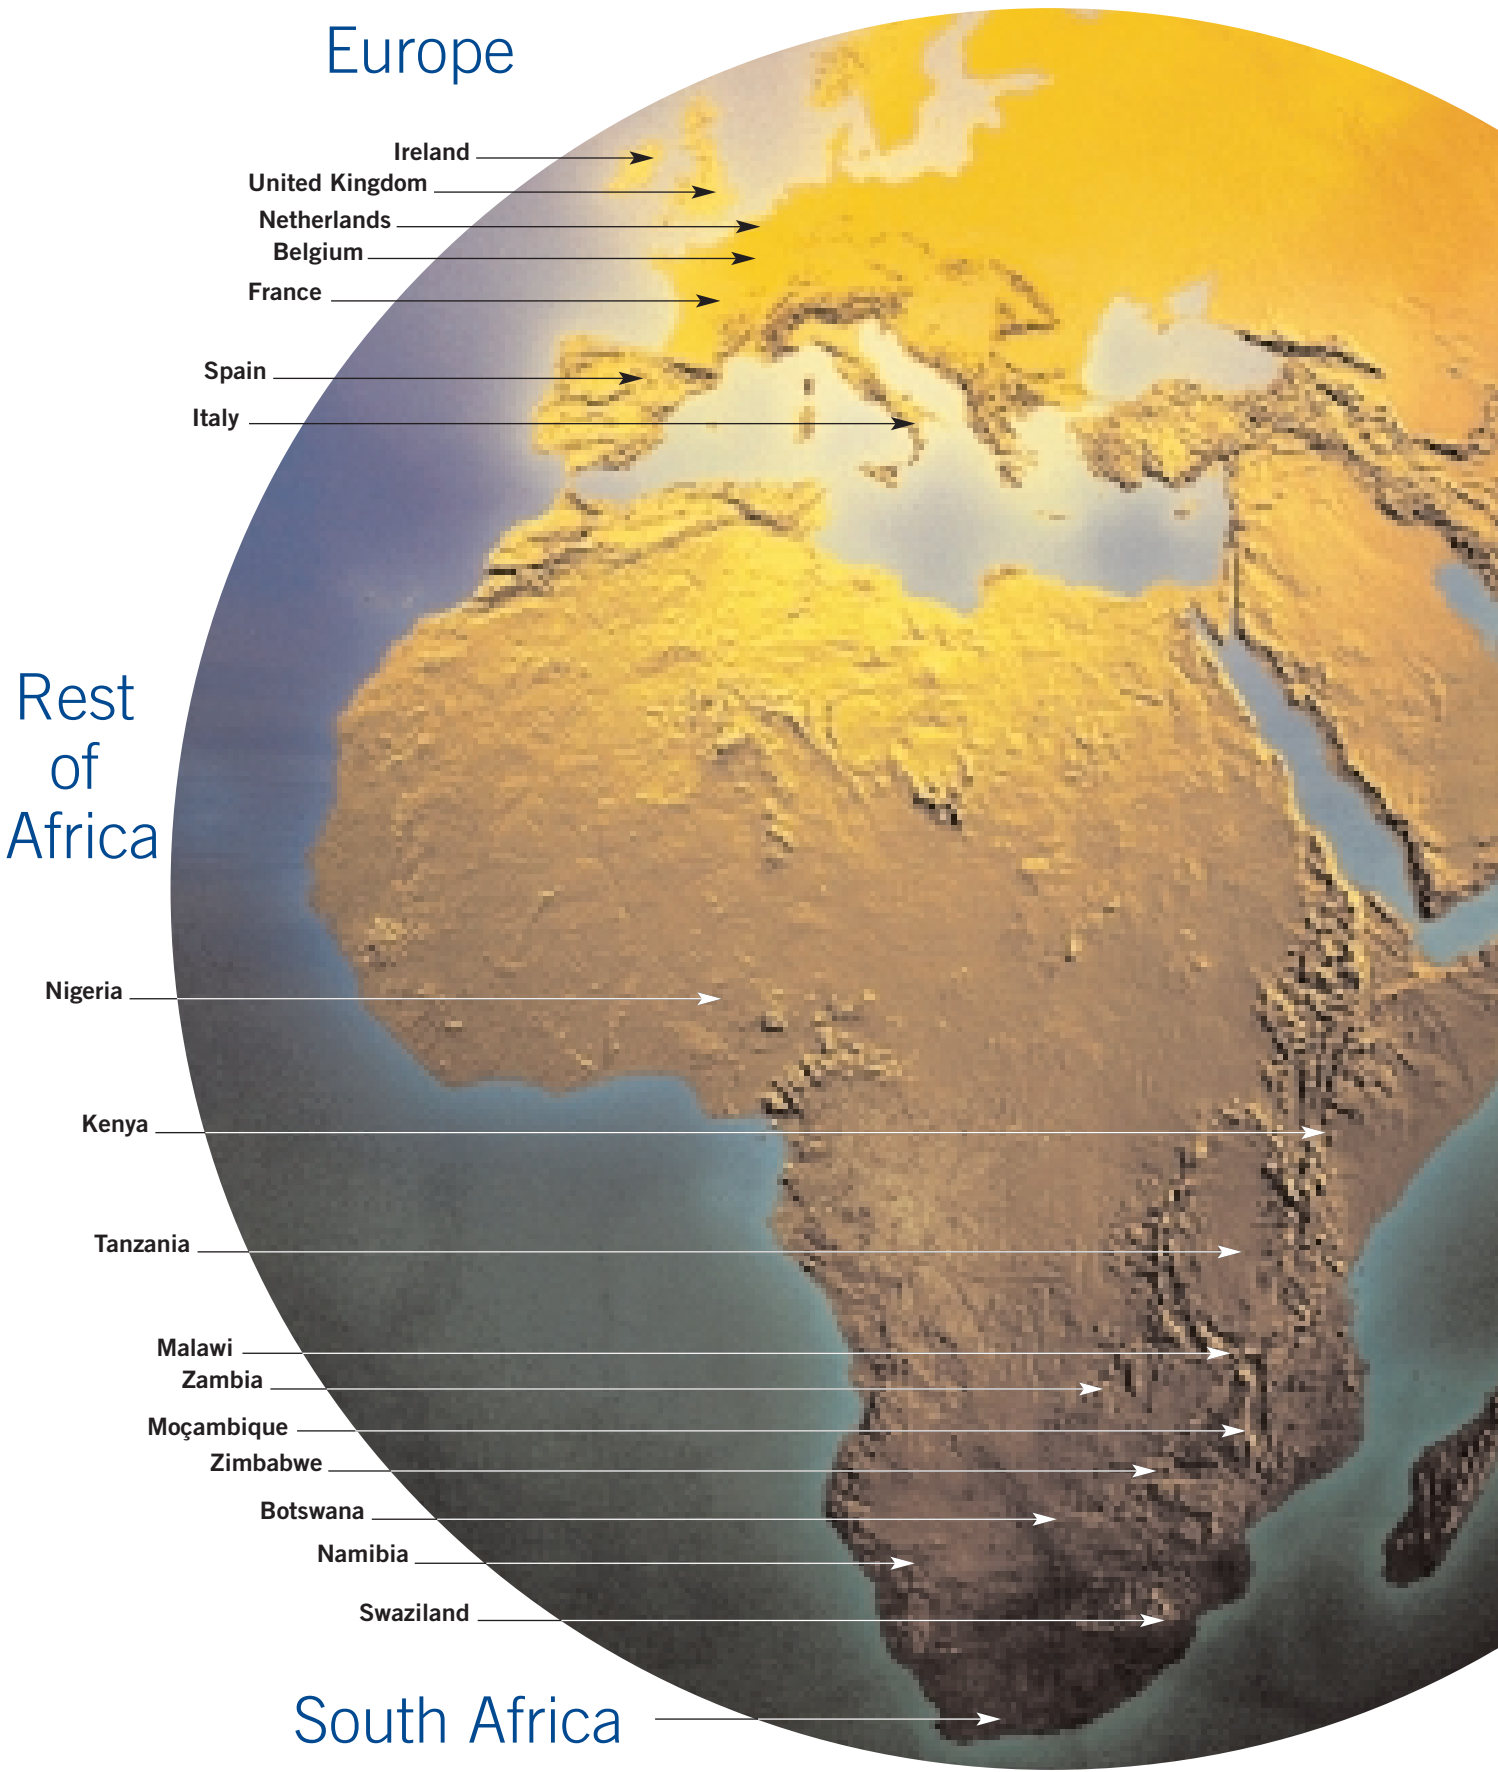 Europe
Ireland
United Kingdom
Netherlands
Belgium
France
Spain
Italy
Rest
of
Africa
Nigeria
Kenya
Tanzania
Malawi
Zambia
Moçambique
Zimbabwe
Botswana
Namibia
Swaziland
South Africa